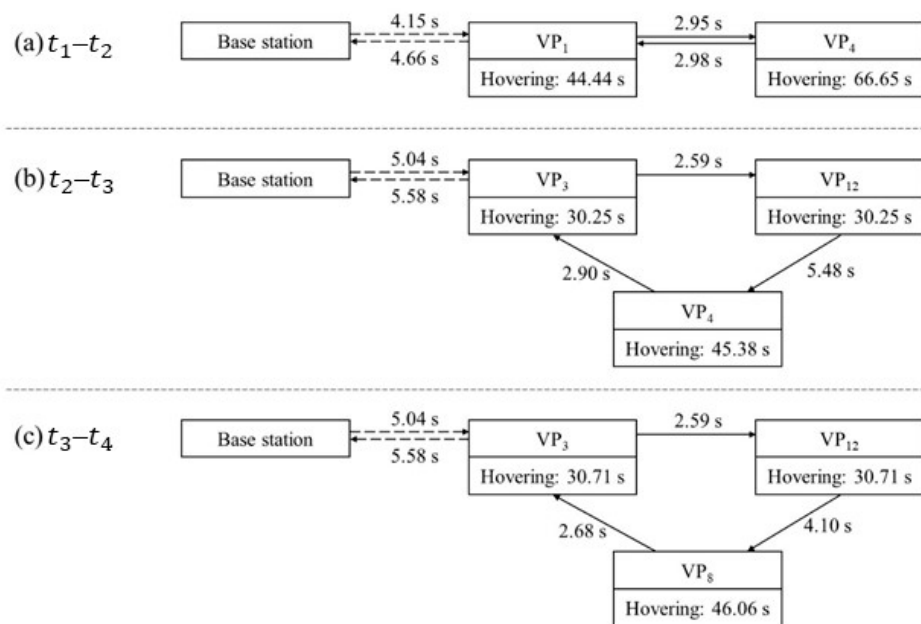 (a) t₁–t₂
Base station
4.15 s
4.66 s
VP₁
Hovering: 44.44 s
2.95 s
2.98 s
VP₄
Hovering: 66.65 s
(b) t₂–t₃
Base station
5.04 s
5.58 s
VP₃
Hovering: 30.25 s
2.59 s
VP₁₂
Hovering: 30.25 s
2.90 s
5.48 s
VP₄
Hovering: 45.38 s
(c) t₃–t₄
Base station
5.04 s
5.58 s
VP₃
Hovering: 30.71 s
2.59 s
VP₁₂
Hovering: 30.71 s
2.68 s
4.10 s
VP₈
Hovering: 46.06 s